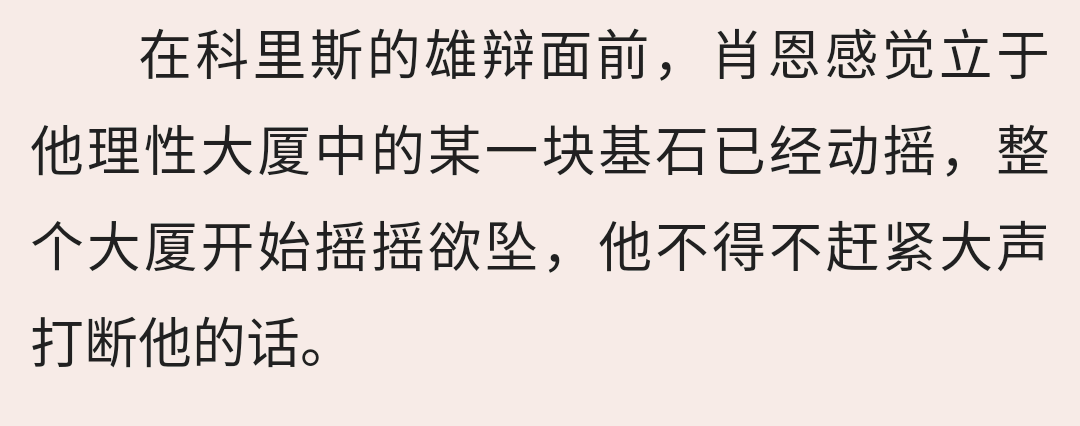 在科里斯的雄辩面前，肖恩感觉立于
他理性大厦中的某一块基石已经动摇，整
个大厦开始摇摇欲坠，他不得不赶紧大声
打断他的话。